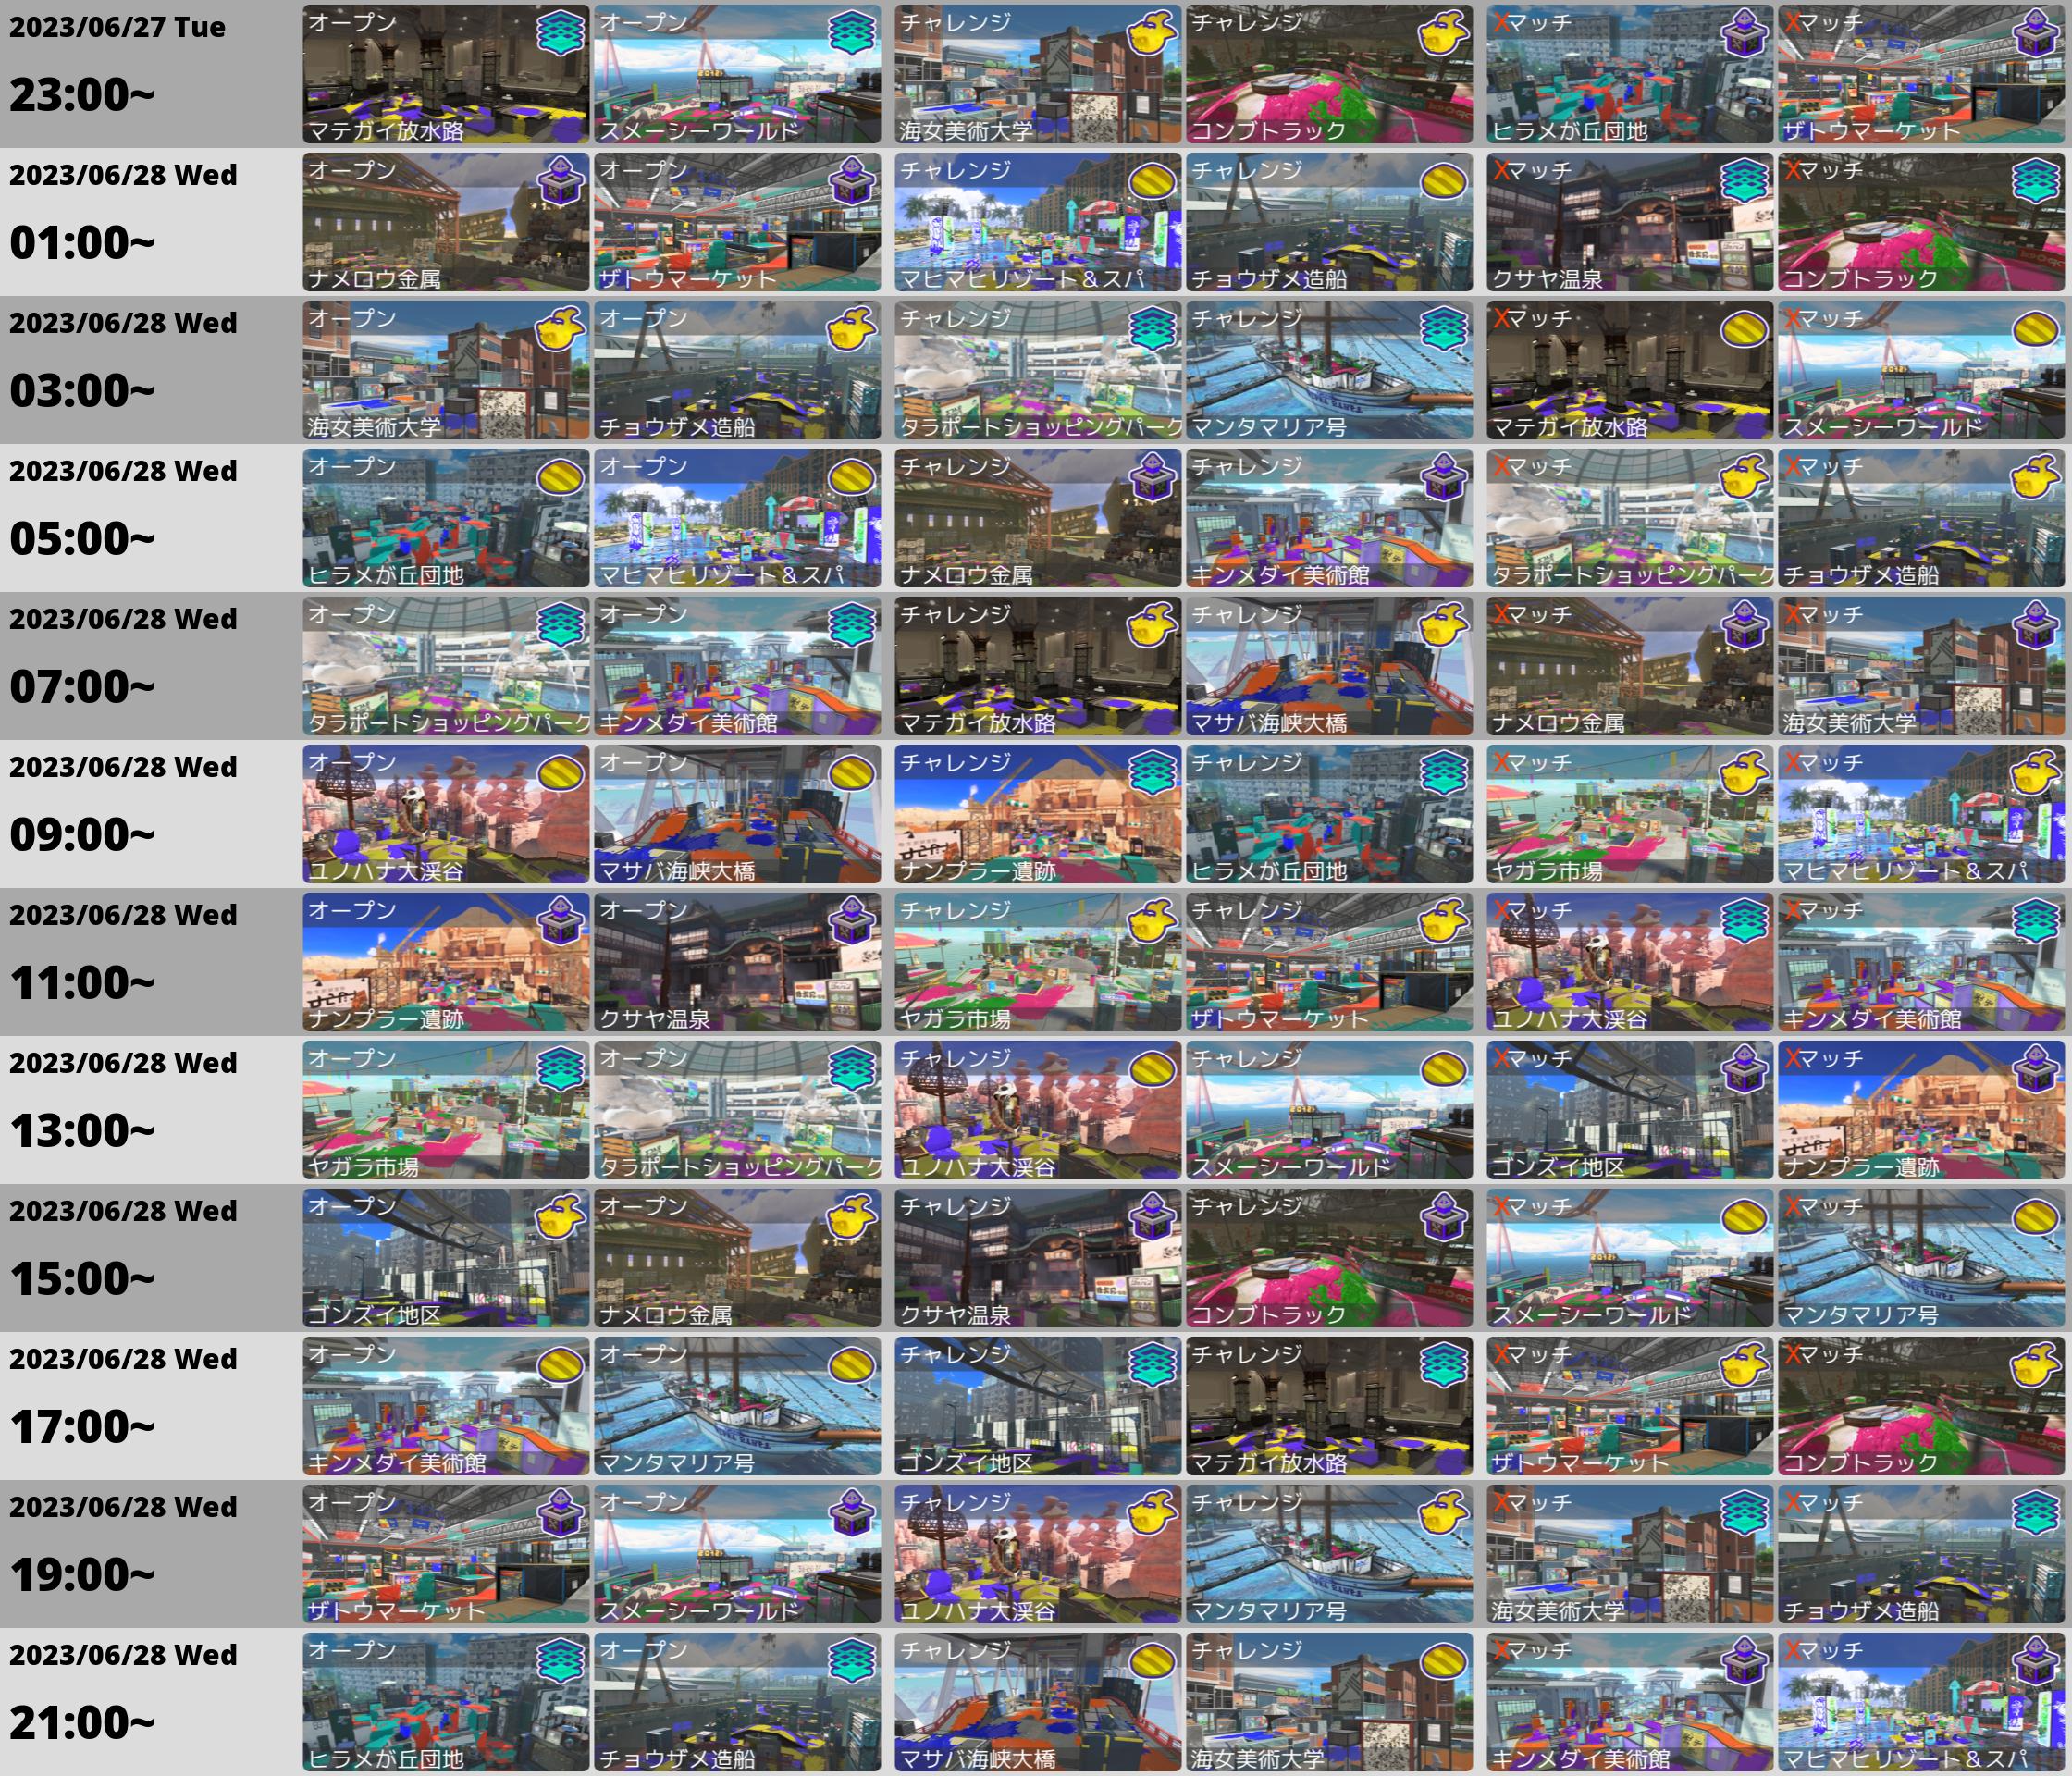 2023/06/27 Tue
23:00~
オープン オープン チャレンジ チャレンジ Xマッチ Xマッチ
マテガイ放水路 スメーシーワールド 海女美術大学 コンブトラック ヒラメが丘団地 ザトウマーケット
2023/06/28 Wed
01:00~
オープン オープン チャレンジ チャレンジ Xマッチ Xマッチ
ナメロウ金属 ザトウマーケット マヒマヒリゾート&スパ チョウザメ造船 クサヤ温泉 コンブトラック
2023/06/28 Wed
03:00~
オープン オープン チャレンジ チャレンジ Xマッチ Xマッチ
海女美術大学 チョウザメ造船 タラポートショッピングパーク マンタマリア号 マテガイ放水路 スメーシーワールド
2023/06/28 Wed
05:00~
オープン オープン チャレンジ チャレンジ Xマッチ Xマッチ
ヒラメが丘団地 マヒマヒリゾート&スパ ナメロウ金属 キンメダイ美術館 タラポートショッピングパーク チョウザメ造船
2023/06/28 Wed
07:00~
オープン オープン チャレンジ チャレンジ Xマッチ Xマッチ
タラポートショッピングパーク キンメダイ美術館 マテガイ放水路 マサバ海峡大橋 ナメロウ金属 海女美術大学
2023/06/28 Wed
09:00~
オープン オープン チャレンジ チャレンジ Xマッチ Xマッチ
ユノハナ大渓谷 マサバ海峡大橋 ナンプラー遺跡 ヒラメが丘団地 ヤガラ市場 マヒマヒリゾート&スパ
2023/06/28 Wed
11:00~
オープン オープン チャレンジ チャレンジ Xマッチ Xマッチ
ナンプラー遺跡 クサヤ温泉 ヤガラ市場 ザトウマーケット ユノハナ大渓谷 キンメダイ美術館
2023/06/28 Wed
13:00~
オープン オープン チャレンジ チャレンジ Xマッチ Xマッチ
ヤガラ市場 タラポートショッピングパーク ユノハナ大渓谷 スメーシーワールド ゴンズイ地区 ナンプラー遺跡
2023/06/28 Wed
15:00~
オープン オープン チャレンジ チャレンジ Xマッチ Xマッチ
ゴンズイ地区 ナメロウ金属 クサヤ温泉 コンブトラック スメーシーワールド マンタマリア号
2023/06/28 Wed
17:00~
オープン オープン チャレンジ チャレンジ Xマッチ Xマッチ
キンメダイ美術館 マンタマリア号 ゴンズイ地区 マテガイ放水路 ザトウマーケット コンブトラック
2023/06/28 Wed
19:00~
オープン オープン チャレンジ チャレンジ Xマッチ Xマッチ
ザトウマーケット スメーシーワールド ユノハナ大渓谷 マンタマリア号 海女美術大学 チョウザメ造船
2023/06/28 Wed
21:00~
オープン オープン チャレンジ チャレンジ Xマッチ Xマッチ
ヒラメが丘団地 チョウザメ造船 マサバ海峡大橋 海女美術大学 キンメダイ美術館 マヒマヒリゾート&スパ